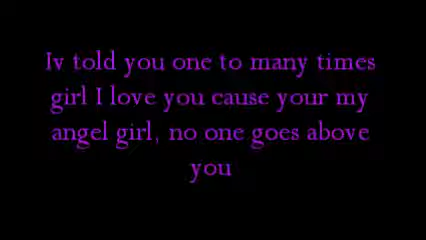 Iv told you one to many times
girl I love you cause your my
angel girl, no one goes above
you